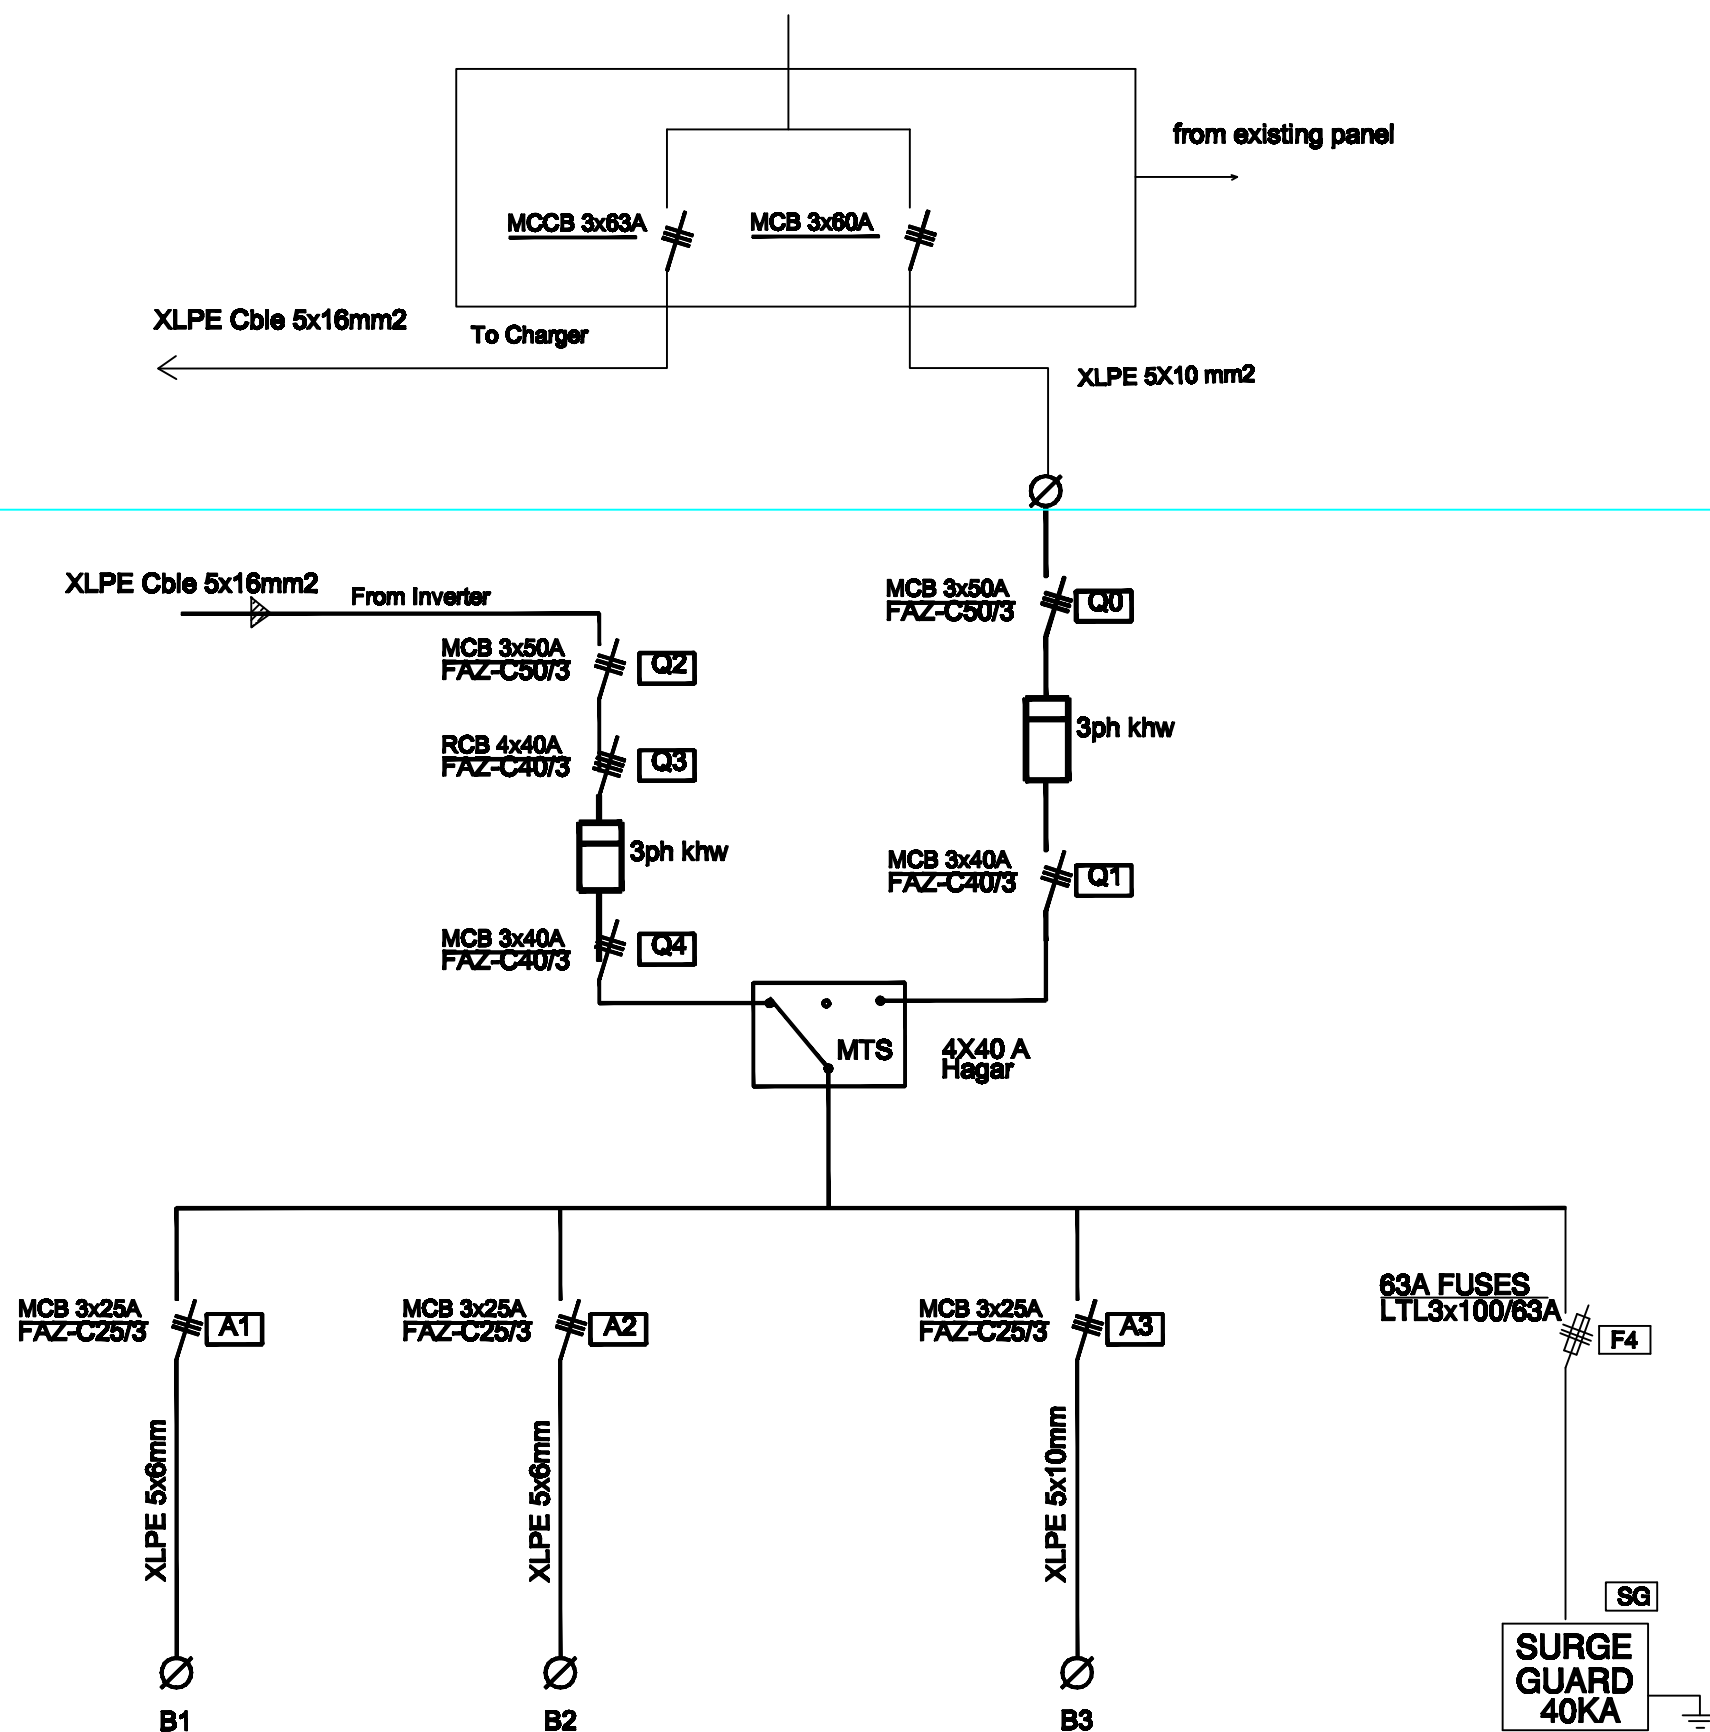 from existing panel
MCCB 3x63A
MCB 3x60A
XLPE Cble 5x16mm2
To Charger
XLPE 5X10 mm2
XLPE Cble 5x16mm2
From Inverter
MCB 3x50A
FAZ-C50/3
Q0
MCB 3x50A
FAZ-C50/3
Q2
3ph khw
RCB 4x40A
FAZ-C40/3
Q3
3ph khw
MCB 3x40A
FAZ-C40/3
Q1
MCB 3x40A
FAZ-C40/3
Q4
MTS
4X40 A
Hagar
63A FUSES
LTL3x100/63A
F4
MCB 3x25A
FAZ-C25/3
A1
MCB 3x25A
FAZ-C25/3
A2
MCB 3x25A
FAZ-C25/3
A3
XLPE 5x6mm
XLPE 5x6mm
XLPE 5x10mm
SG
SURGE
GUARD
40KA
B1
B2
B3